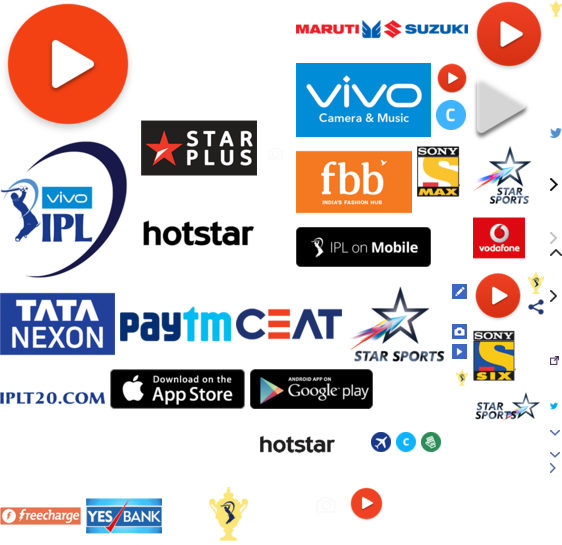 MARUTI SUZUKI
vivo
Camera & Music
C
STAR
PLUS
fbb
INDIA'S FASHION HUB
SONY
S
MAX
STAR
SPORTS
vivo
IPL
hotstar
IPL on Mobile
vodafone
TATA
NEXON
paytm
CEAT
STAR SPORTS
SONY
S
SIX
IPLT20.COM
Download on the
App Store
ANDROID APP ON
Google play
STAR
SPORTS
hotstar
C
f freecharge
YES BANK